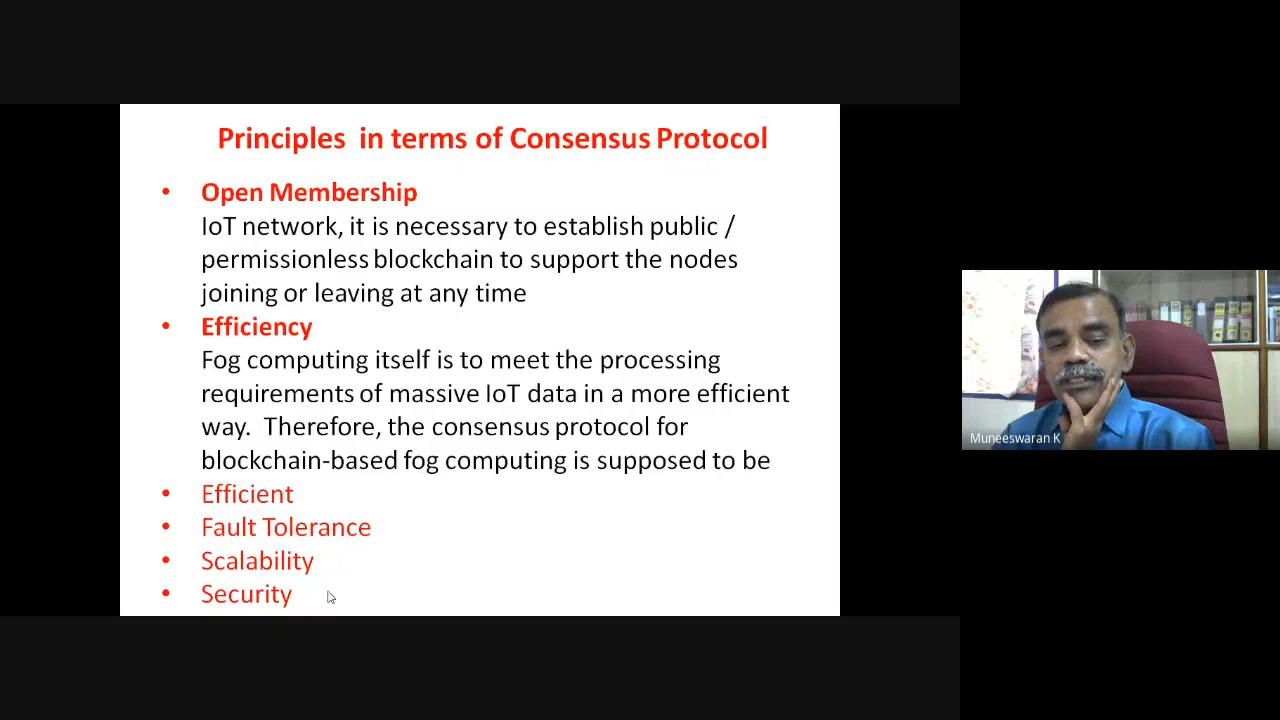 Principles in terms of Consensus Protocol
• Open Membership
IoT network, it is necessary to establish public /
permissionless blockchain to support the nodes
joining or leaving at any time
• Efficiency
Fog computing itself is to meet the processing
requirements of massive IoT data in a more efficient
way. Therefore, the consensus protocol for
blockchain-based fog computing is supposed to be
• Efficient
• Fault Tolerance
• Scalability
• Security
Muneeswaran K